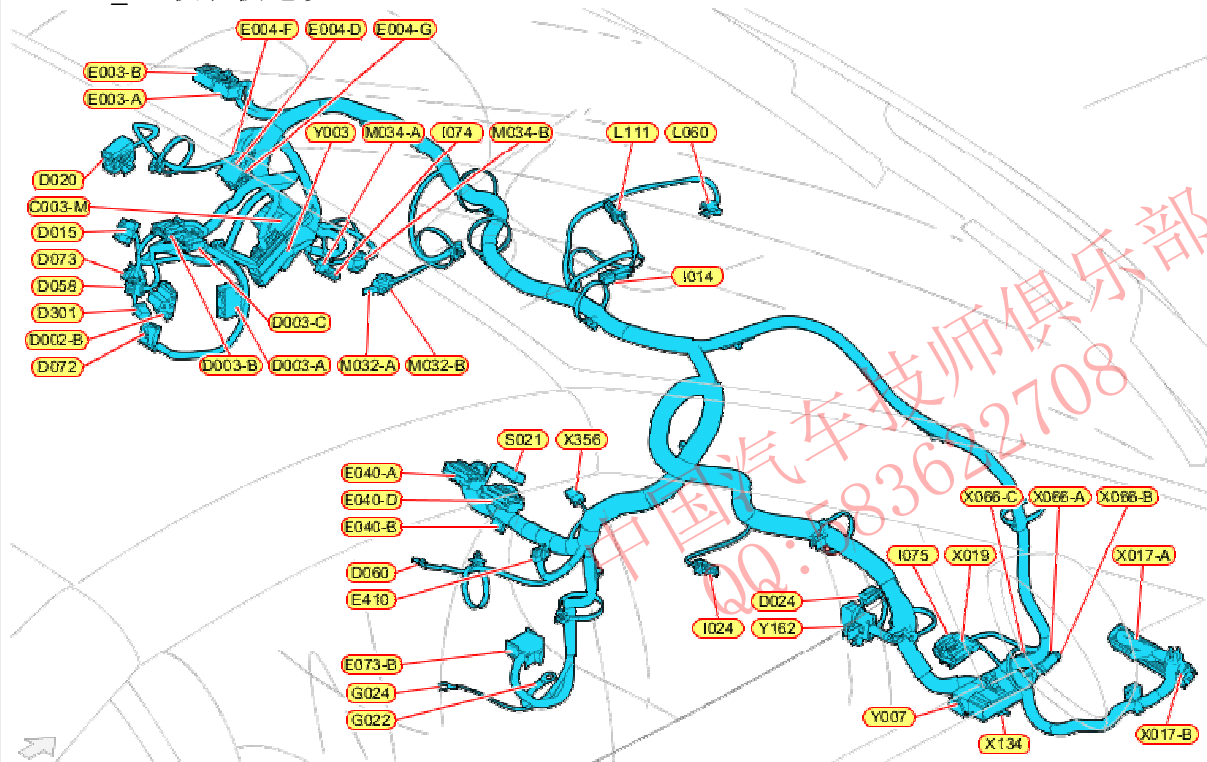 E004-F E004-D E004-G
E003-B
E003-A
Y003 M034-A I074 M034-B L111 L060
D020
C003-M
D015
D073
D058
D301
D002-B
D072
I014
D003-C
D003-B D003-A M032-A M032-B
S021 X356
E040-A
E040-D
E040-B
X066-C X066-A X066-B
I075 X019 X017-A
D060
E410
D024
I024 Y162
E073-B
G024
G022
Y007
X134
X017-B
中国汽车技师俱乐部
QQ:583622708